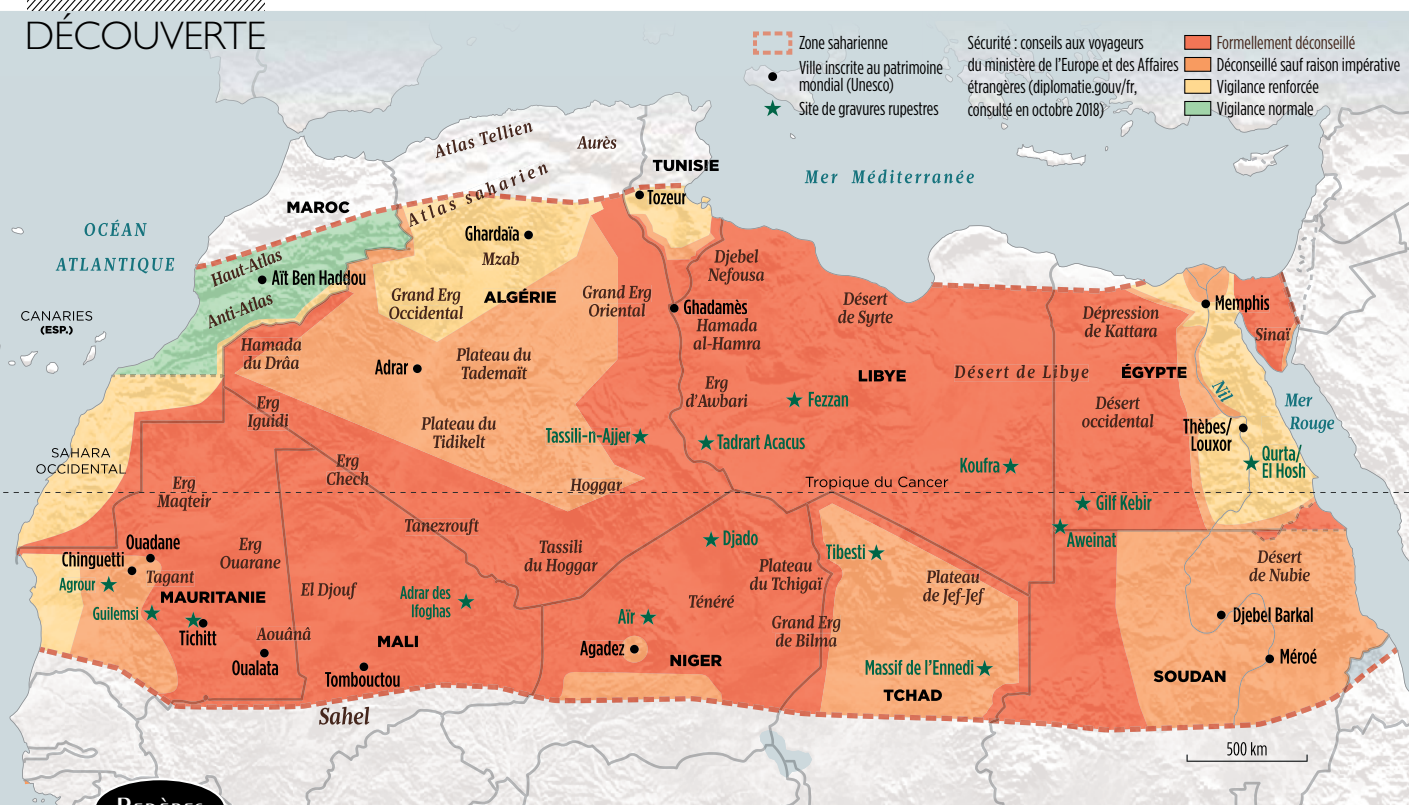 DÉCOUVERTE
Zone saharienne
Ville inscrite au patrimoine
mondial (Unesco)
Site de gravures rupestres
Sécurité : conseils aux voyageurs
du ministère de l'Europe et des Affaires
étrangères (diplomatie.gouv/fr,
consulté en octobre 2018)
Formellement déconseillé
Déconseillé sauf raison impérative
Vigilance renforcée
Vigilance normale
Atlas Tellien
Aurès
TUNISIE
Mer Méditerranée
Atlas saharien
Tozeur
MAROC
OCÉAN
ATLANTIQUE
Ghardaïa
Mzab
Haut-Atlas
Aït Ben Haddou
Anti-Atlas
CANARIES
(ESP.)
Grand Erg
Occidental
ALGÉRIE
Grand Erg
Oriental
Djebel
Nefousa
Ghadamès
Hamada
al-Hamra
Désert
de Syrte
Dépression
de Kattara
Memphis
Sinaï
Hamada
du Drâa
Adrar
Plateau du
Tademaït
Erg
d'Awbari
LIBYE
Désert de Libye
ÉGYPTE
Nil
Mer
Rouge
Fezzan
Désert
occidental
Erg
Iguidi
Plateau du
Tidikelt
Tassili-n-Ajjer
Tadrart Acacus
Thèbes/
Louxor
Qurta/
El Hosh
SAHARA
OCCIDENTAL
Erg
Chech
Koufra
Erg
Maqteir
Hoggar
Tropique du Cancer
Gilf Kebir
Tanezrouft
Aweinat
Ouadane
Chinguetti
Erg
Ouarane
Tassili
du Hoggar
Djado
Tibesti
Plateau
du Tchigaï
Plateau
de Jef-Jef
Désert
de Nubie
Agrour
Tagant
MAURITANIE
El Djouf
Adrar des
Ifoghas
Ténéré
Guilemsi
Tichitt
Aouânâ
MALI
Aïr
Grand Erg
de Bilma
Djebel Barkal
Oualata
Tombouctou
Agadez
NIGER
Massif de l'Ennedi
TCHAD
SOUDAN
Méroé
Sahel
500 km